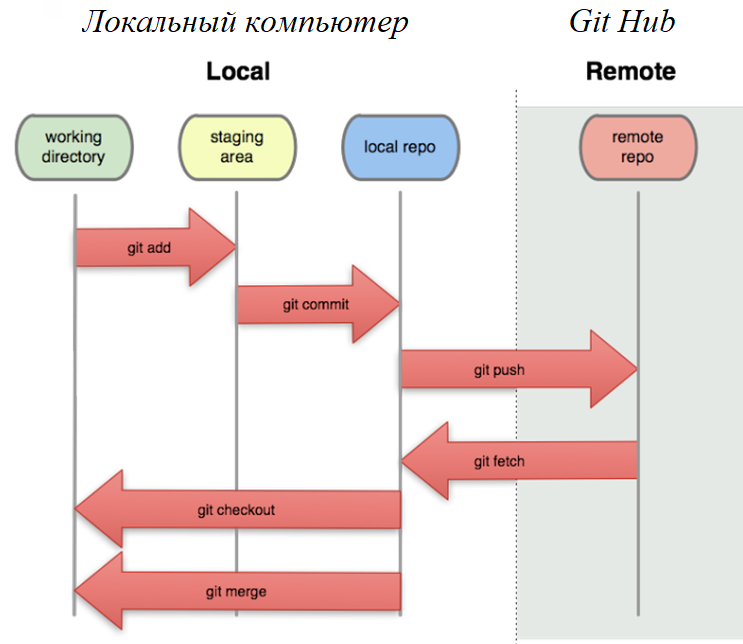 Локальный компьютер
Git Hub
Local
Remote
working
directory
staging
area
local repo
remote
repo
git add
git commit
git push
git fetch
git checkout
git merge